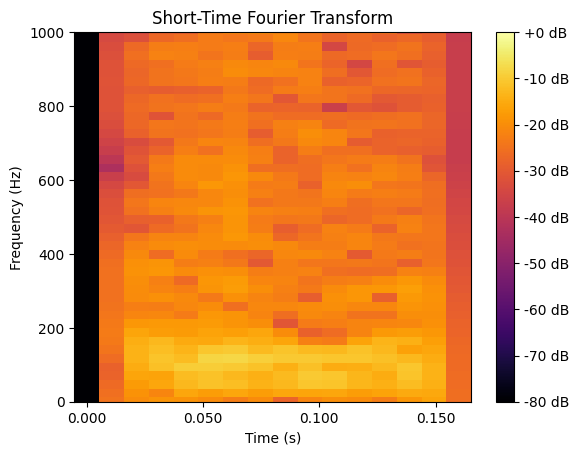 Short-Time Fourier Transform
Frequency (Hz)
1000
800
600
400
200
0
0.000
0.050
0.100
0.150
Time (s)
+0 dB
-10 dB
-20 dB
-30 dB
-40 dB
-50 dB
-60 dB
-70 dB
-80 dB